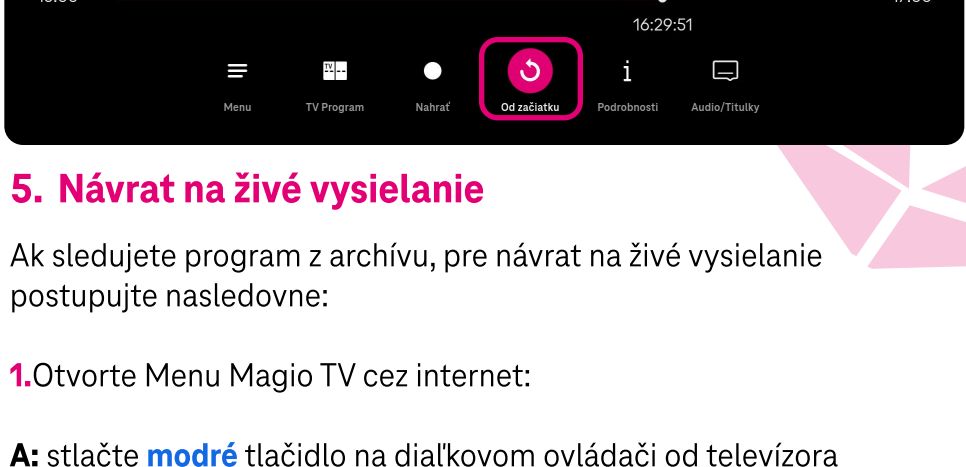 16:29:51
Menu TV Program Nahrať Od začiatku Podrobnosti Audio/Titulky
5. Návrat na živé vysielanie
Ak sledujete program z archívu, pre návrat na živé vysielanie
postupujte nasledovne:
1.Otvorte Menu Magio TV cez internet:
A: stlačte modré tlačidlo na diaľkovom ovládači od televízora